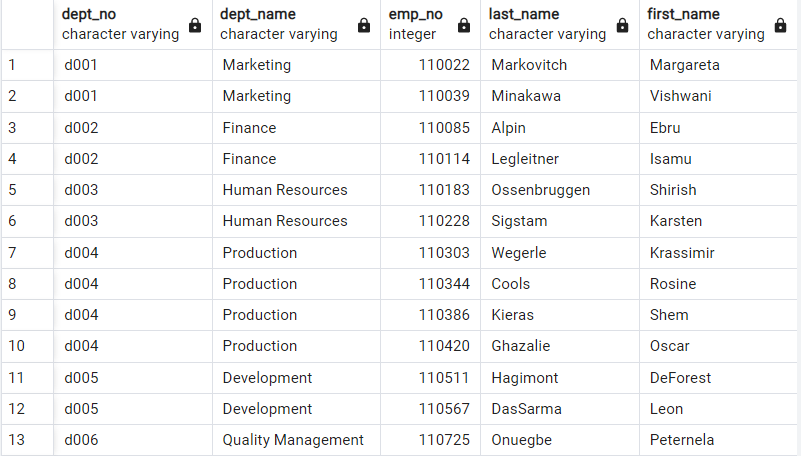 dept_no dept_name emp_no last_name first_name
character varying character varying integer character varying character varying
1 d001 Marketing 110022 Markovitch Margareta
2 d001 Marketing 110039 Minakawa Vishwani
3 d002 Finance 110085 Alpin Ebru
4 d002 Finance 110114 Legleitner Isamu
5 d003 Human Resources 110183 Ossenbruggen Shirish
6 d003 Human Resources 110228 Sigstam Karsten
7 d004 Production 110303 Wegerle Krassimir
8 d004 Production 110344 Cools Rosine
9 d004 Production 110386 Kieras Shem
10 d004 Production 110420 Ghazalie Oscar
11 d005 Development 110511 Hagimont DeForest
12 d005 Development 110567 DasSarma Leon
13 d006 Quality Management 110725 Onuegbe Peternela